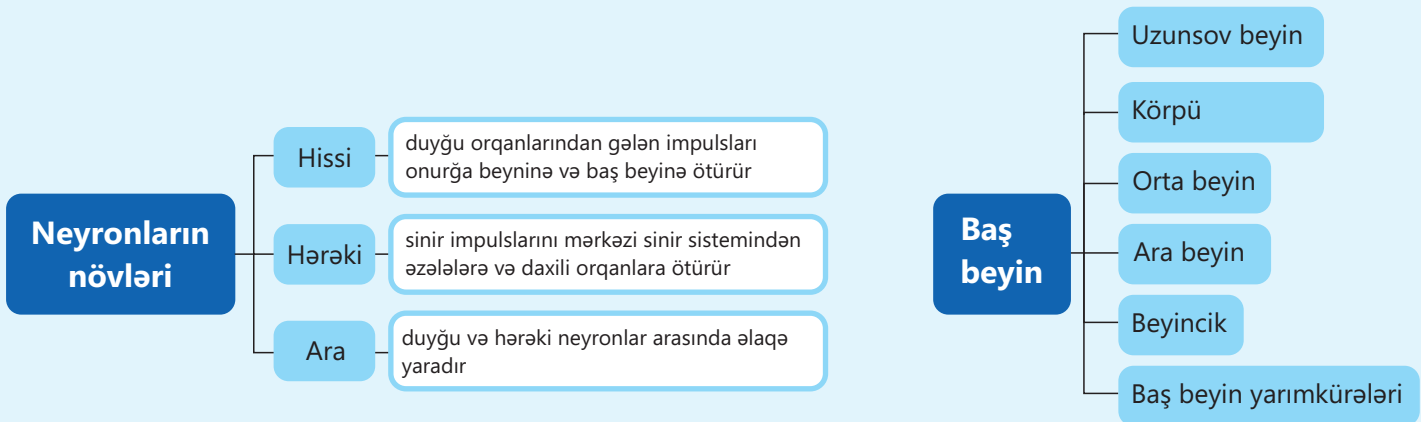 Neyronların
növləri
Hissi
duyğu orqanlarından gələn impulsları
onurğa beyninə və baş beyinə ötürür
Hərəki
sinir impulslarını mərkəzi sinir sistemindən
əzələlərə və daxili orqanlara ötürür
Ara
duyğu və hərəki neyronlar arasında əlaqə
yaradır
Baş
beyin
Uzunsov beyin
Körpü
Orta beyin
Ara beyin
Beyincik
Baş beyin yarımkürələri